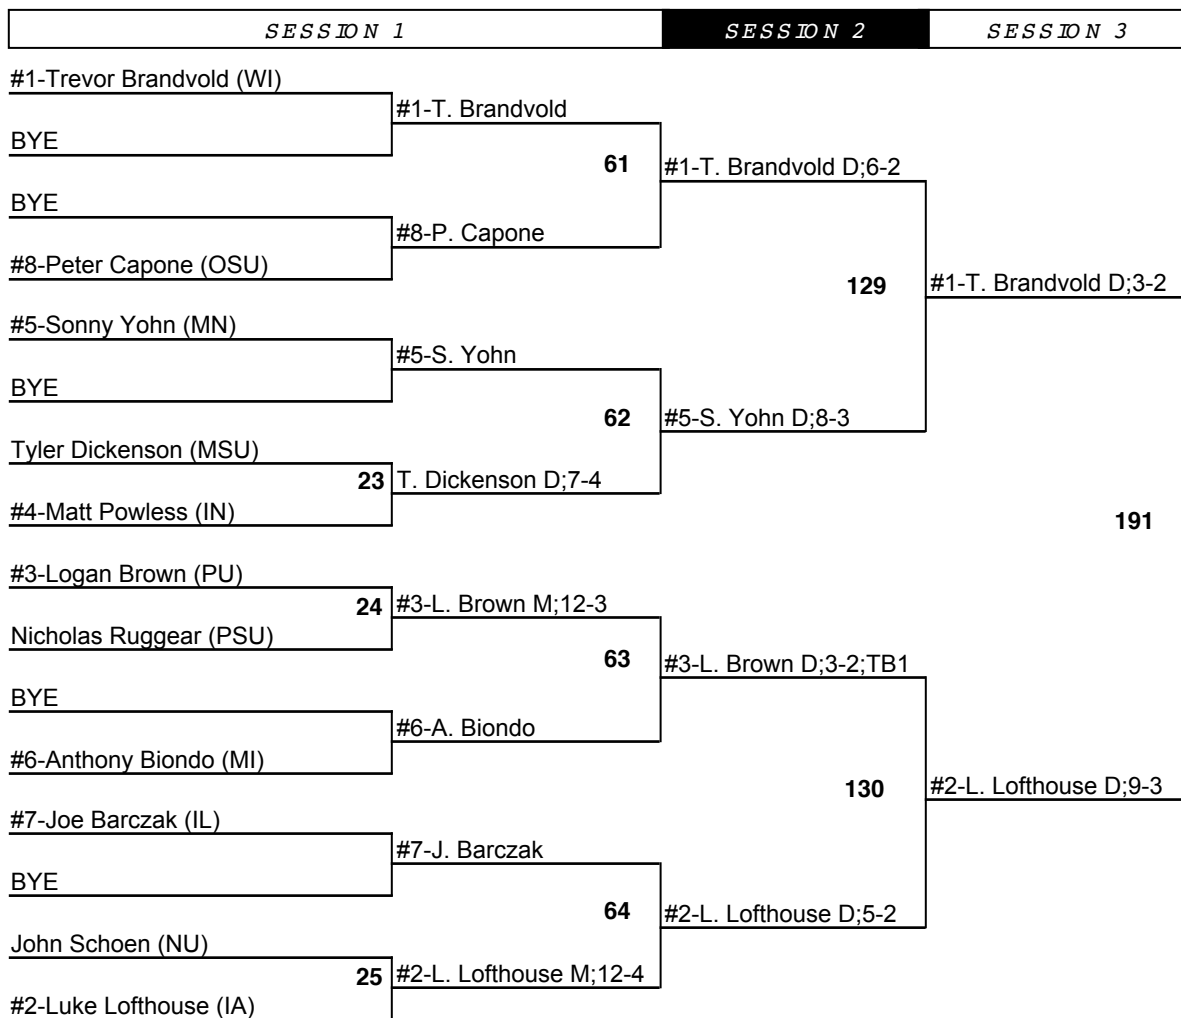 SESSION 1 SESSION 2 SESSION 3
#1-Trevor Brandvold (WI)
#1-T. Brandvold
BYE
61 #1-T. Brandvold D;6-2
BYE
#8-P. Capone
#8-Peter Capone (OSU)
129 #1-T. Brandvold D;3-2
#5-Sonny Yohn (MN)
#5-S. Yohn
BYE
62 #5-S. Yohn D;8-3
Tyler Dickenson (MSU)
23 T. Dickenson D;7-4
#4-Matt Powless (IN)
191
#3-Logan Brown (PU)
24 #3-L. Brown M;12-3
Nicholas Ruggear (PSU)
63 #3-L. Brown D;3-2;TB1
BYE
#6-A. Biondo
#6-Anthony Biondo (MI)
130 #2-L. Lofthouse D;9-3
#7-Joe Barczak (IL)
#7-J. Barczak
BYE
64 #2-L. Lofthouse D;5-2
John Schoen (NU)
25 #2-L. Lofthouse M;12-4
#2-Luke Lofthouse (IA)